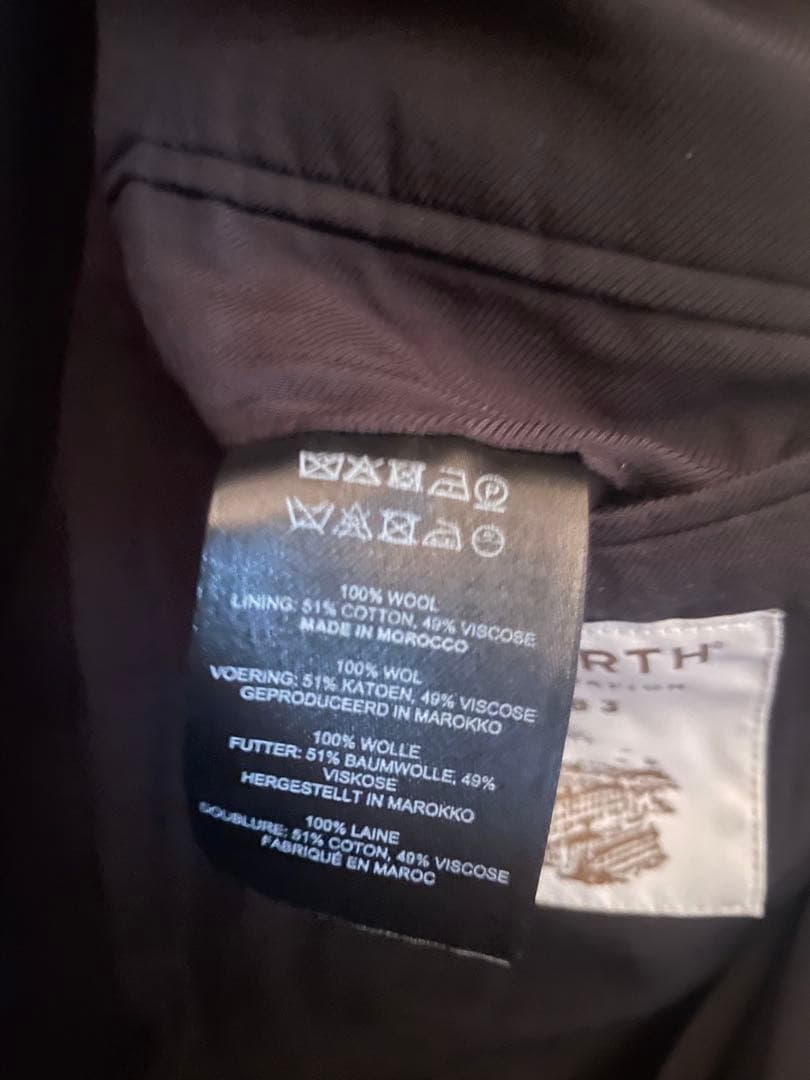 100% WOOL
LINING: 51% COTTON, 49% VISCOSE
MADE IN MOROCCO
100% WOL
VOERING: 51% KATOEN, 49% VISCOSE
GEPRODUCEERD IN MAROKKO
100% WOLLE
FUTTER: 51% BAUMWOLLE, 49%
VISKOSE
HERGESTELLT IN MAROKKO
100% LAINE
DOUBLURE: 51% COTON, 49% VISCOSE
FABRIQUÉ EN MAROC
RTH